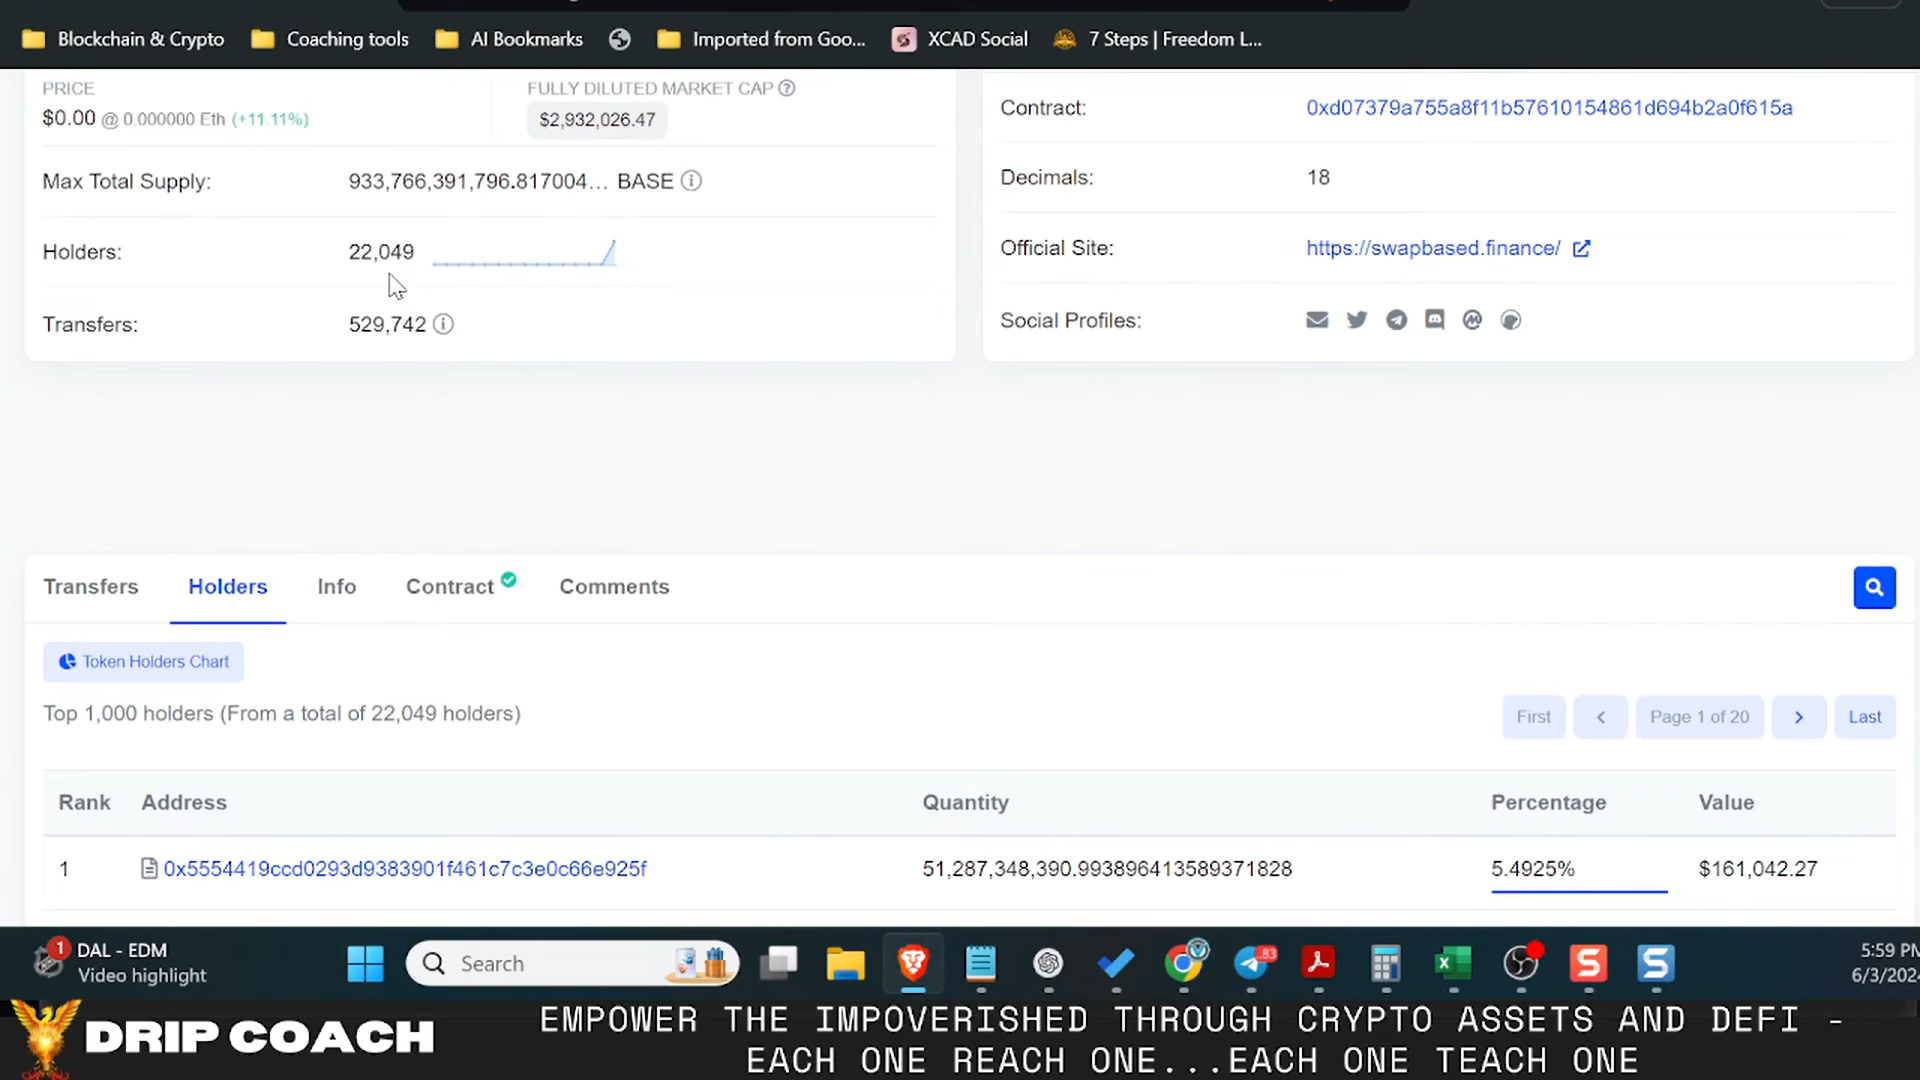 Blockchain & Crypto Coaching tools AI Bookmarks Imported from Goo... XCAD Social 7 Steps | Freedom L...
PRICE
$0.00 @ 0.000000 Eth (+11.11%)
FULLY DILUTED MARKET CAP
$2,932,026.47
Max Total Supply: 933,766,391,796.817004... BASE
Holders: 22,049
Transfers: 529,742
Contract: 0xd07379a755a8f11b57610154861d694b2a0f615a
Decimals: 18
Official Site: https://swapbased.finance/
Social Profiles:
Transfers Holders Info Contract Comments
Token Holders Chart
Top 1,000 holders (From a total of 22,049 holders)
First Page 1 of 20 Last
Rank Address Quantity Percentage Value
1 0x5554419ccd0293d9383901f461c7c3e0c66e925f 51,287,348,390.993896413589371828 5.4925% $161,042.27
1 DAL - EDM
Video highlight
Search
83
5:59 PM
6/3/202
DRIP COACH
EMPOWER THE IMPOVERISHED THROUGH CRYPTO ASSETS AND DEFI -
EACH ONE REACH ONE...EACH ONE TEACH ONE